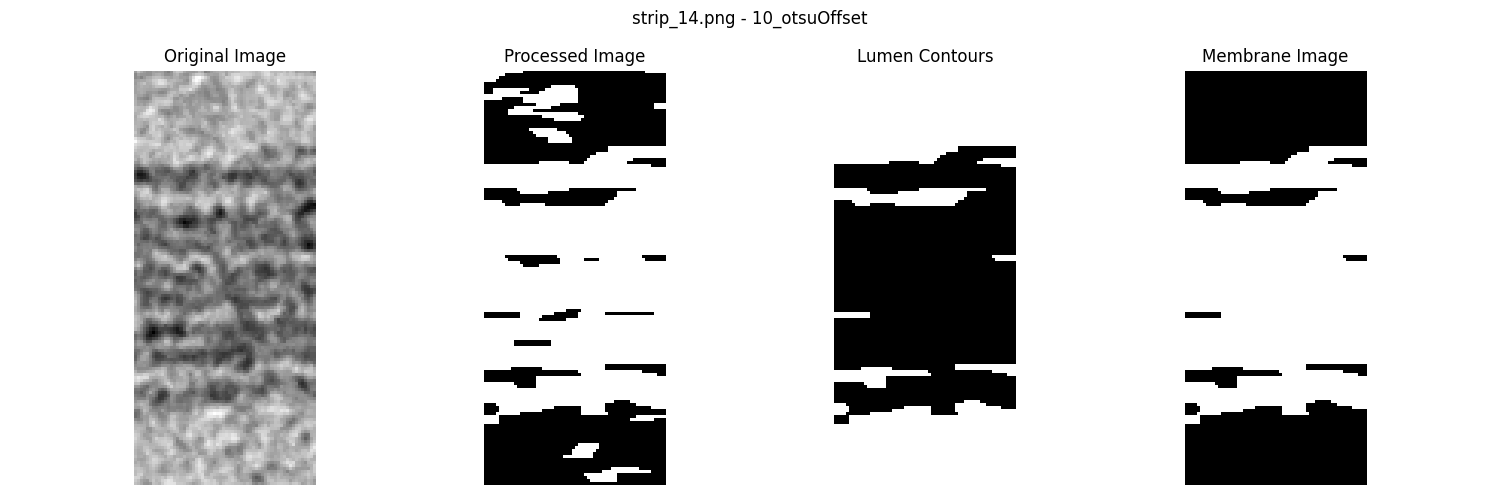 strip_14.png - 10_otsuOffset
Original Image
Processed Image
Lumen Contours
Membrane Image